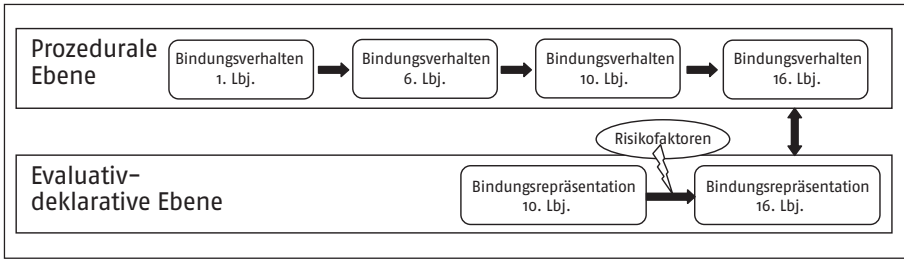 Prozedurale
Ebene
Bindungsverhalten
1. Lbj.
Bindungsverhalten
6. Lbj.
Bindungsverhalten
10. Lbj.
Bindungsverhalten
16. Lbj.
Risikofaktoren
Evaluativ-
deklarative Ebene
Bindungsrepräsentation
10. Lbj.
Bindungsrepräsentation
16. Lbj.